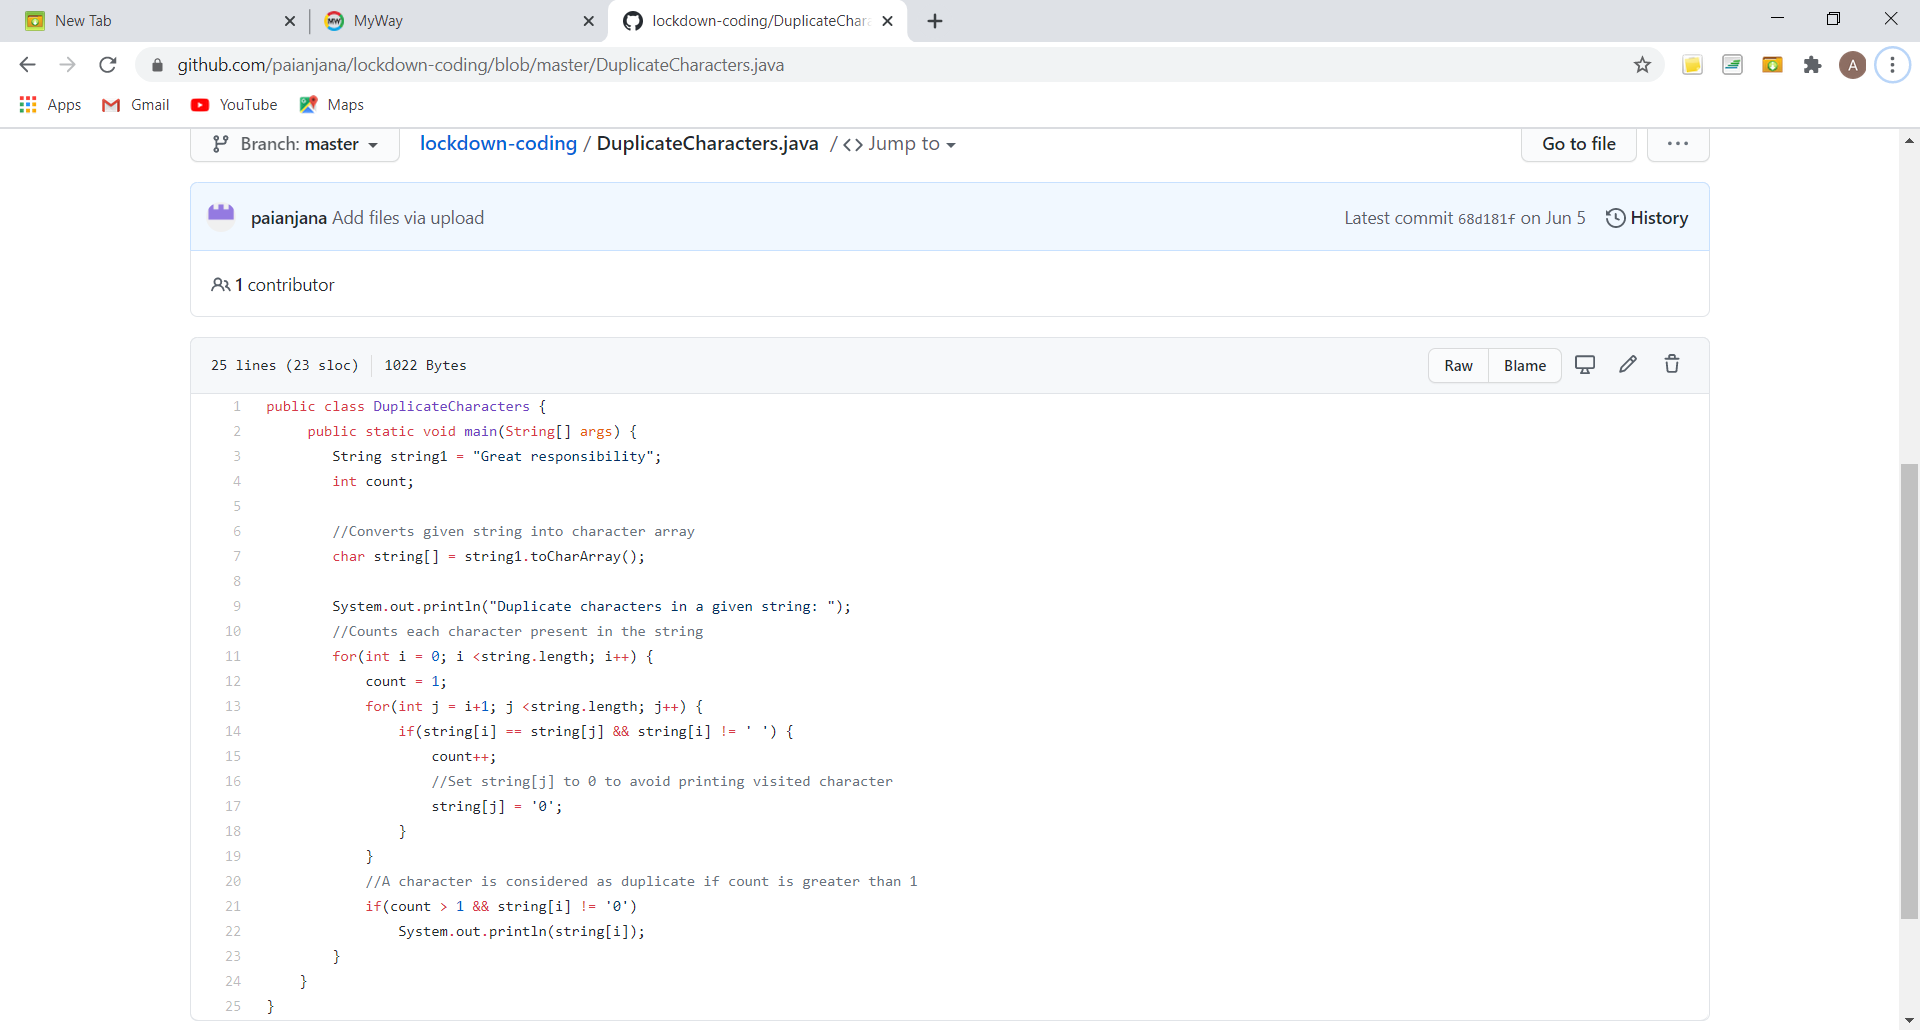 New Tab
MyWay
lockdown-coding/DuplicateChar
github.com/paianjana/lockdown-coding/blob/master/DuplicateCharacters.java
A
Apps
Gmail
YouTube
Maps
Branch: master
lockdown-coding / DuplicateCharacters.java / <> Jump to
Go to file
...
paianjana Add files via upload
Latest commit 68d181f on Jun 5
History
1 contributor
25 lines (23 sloc)
1022 Bytes
Raw
Blame
1 public class DuplicateCharacters {
2      public static void main(String[] args) {
3         String string1 = "Great responsibility";
4         int count;
5
6         //Converts given string into character array
7         char string[] = string1.toCharArray();
8
9         System.out.println("Duplicate characters in a given string: ");
10         //Counts each character present in the string
11         for(int i = 0; i <string.length; i++) {
12             count = 1;
13             for(int j = i+1; j <string.length; j++) {
14                 if(string[i] == string[j] && string[i] != ' ') {
15                     count++;
16                     //Set string[j] to 0 to avoid printing visited character
17                     string[j] = '0';
18                 }
19             }
20             //A character is considered as duplicate if count is greater than 1
21             if(count > 1 && string[i] != '0')
22                 System.out.println(string[i]);
23         }
24     }
25 }